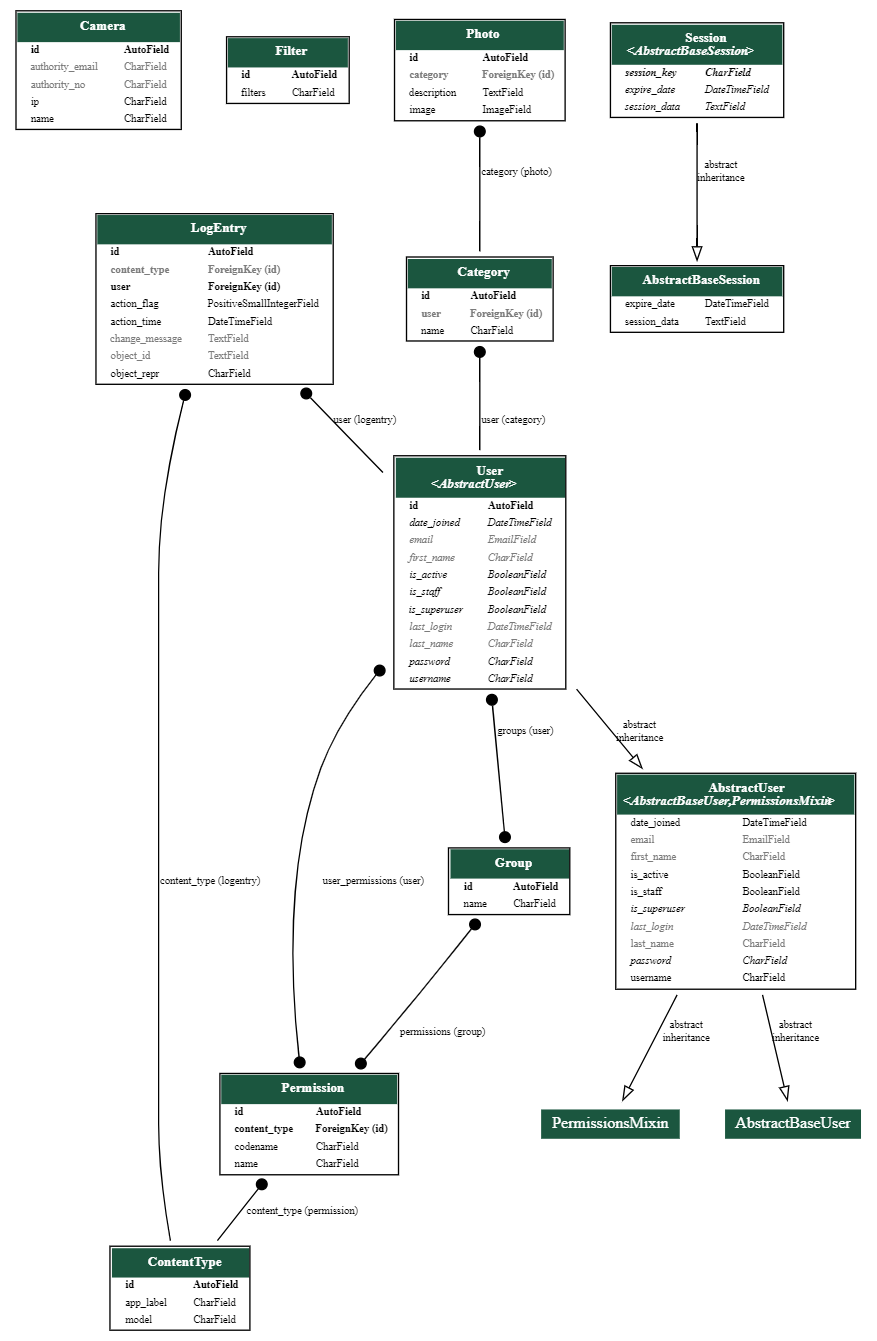 Camera
id AutoField
authority_email CharField
authority_no CharField
ip CharField
name CharField
Filter
id AutoField
filters CharField
Photo
id AutoField
category ForeignKey (id)
description TextField
image ImageField
Session
<AbstractBaseSession>
session_key CharField
expire_date DateTimeField
session_data TextField
category (photo)
abstract
inheritance
LogEntry
id AutoField
content_type ForeignKey (id)
user ForeignKey (id)
action_flag PositiveSmallIntegerField
action_time DateTimeField
change_message TextField
object_id TextField
object_repr CharField
Category
id AutoField
user ForeignKey (id)
name CharField
AbstractBaseSession
expire_date DateTimeField
session_data TextField
user (logentry)
user (category)
User
<AbstractUser>
id AutoField
date_joined DateTimeField
email EmailField
first_name CharField
is_active BooleanField
is_staff BooleanField
is_superuser BooleanField
last_login DateTimeField
last_name CharField
password CharField
username CharField
groups (user)
abstract
inheritance
AbstractUser
<AbstractBaseUser,PermissionsMixin>
date_joined DateTimeField
email EmailField
first_name CharField
is_active BooleanField
is_staff BooleanField
is_superuser BooleanField
last_login DateTimeField
last_name CharField
password CharField
username CharField
content_type (logentry)
user_permissions (user)
Group
id AutoField
name CharField
permissions (group)
abstract
inheritance
abstract
inheritance
Permission
id AutoField
content_type ForeignKey (id)
codename CharField
name CharField
PermissionsMixin
AbstractBaseUser
content_type (permission)
ContentType
id AutoField
app_label CharField
model CharField